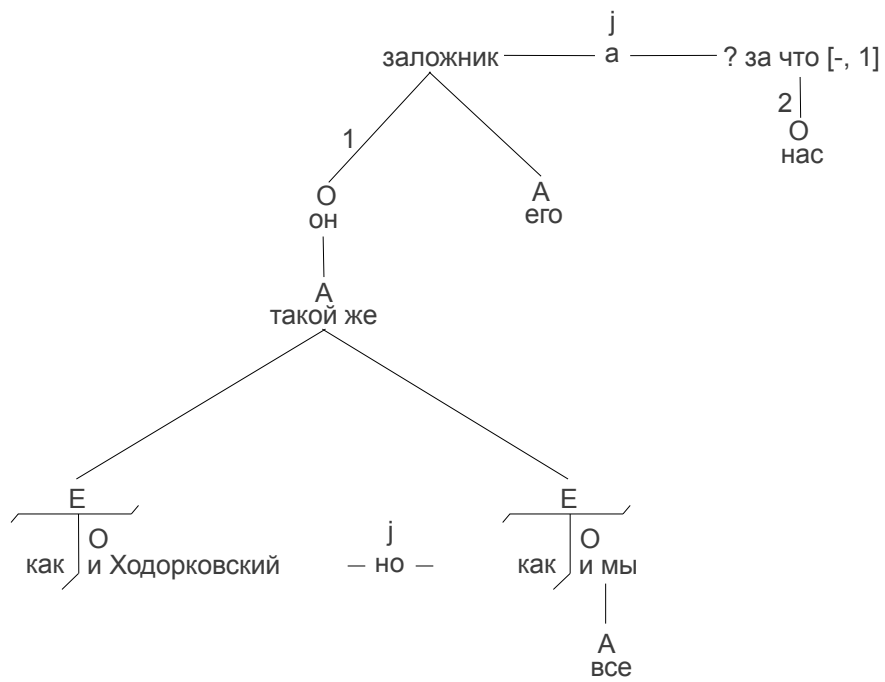 j
заложник а ? за что [-, 1]
1 2
О А О
он его нас
А
такой же
Е Е
О j О
как и Ходорковский – но – как и мы
А
все